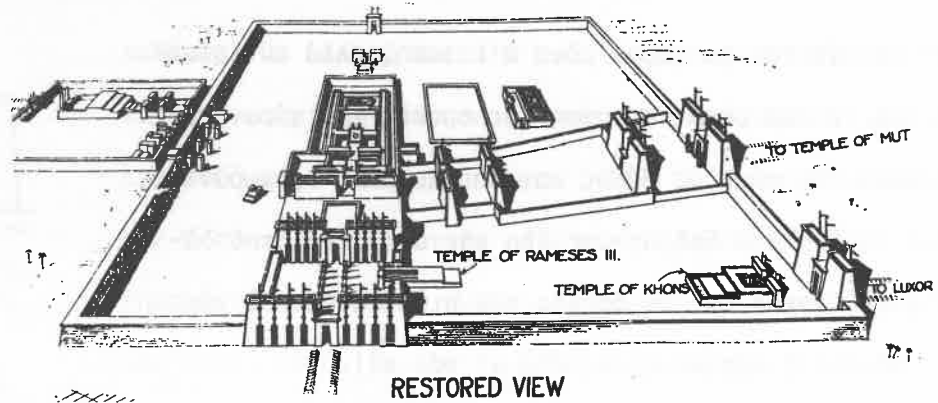 TO TEMPLE OF MUT
TEMPLE OF RAMESES III.
TEMPLE OF KHONS
TO LUXOR
RESTORED VIEW